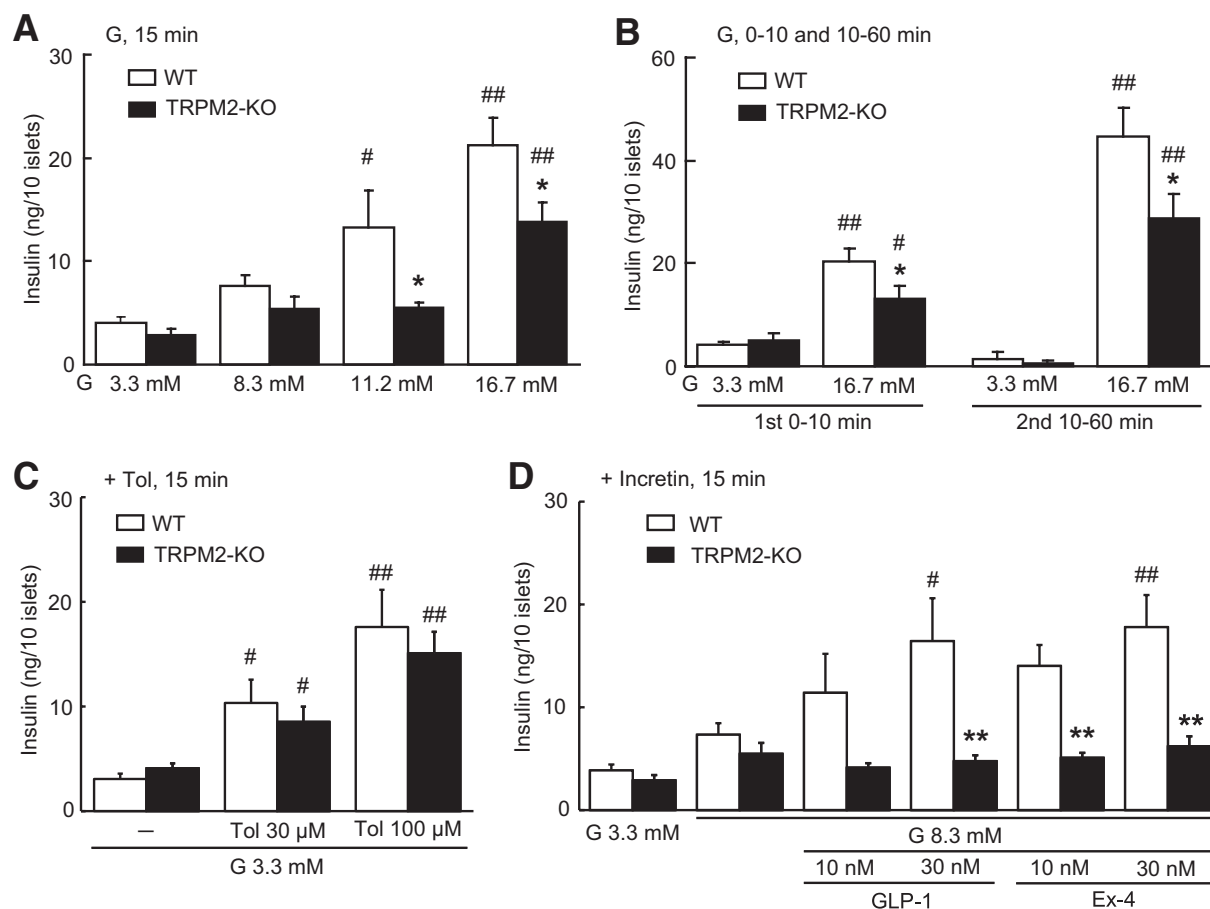 A
G, 15 min
WT
TRPM2-KO
Insulin (ng/10 islets)
30
20
10
0
#
*
##
##
*
G 3.3 mM 8.3 mM 11.2 mM 16.7 mM
B
G, 0-10 and 10-60 min
WT
TRPM2-KO
Insulin (ng/10 islets)
60
40
20
0
##
#
*
##
##
*
G 3.3 mM 16.7 mM 3.3 mM 16.7 mM
1st 0-10 min 2nd 10-60 min
C
+ Tol, 15 min
WT
TRPM2-KO
Insulin (ng/10 islets)
30
20
10
0
#
#
##
##
– Tol 30 µM Tol 100 µM
G 3.3 mM
D
+ Incretin, 15 min
WT
TRPM2-KO
Insulin (ng/10 islets)
30
20
10
0
#
**
**
##
**
G 3.3 mM G 8.3 mM
10 nM 30 nM 10 nM 30 nM
GLP-1 Ex-4